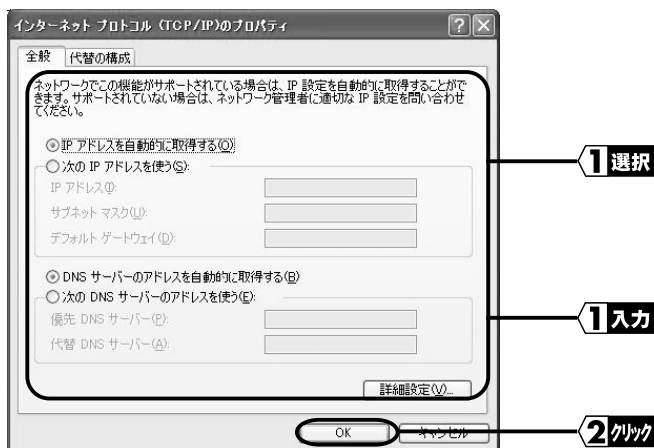 インターネット プロトコル (TCP/IP)のプロパティ
全般 代替の構成
ネットワークでこの機能がサポートされている場合は、IP 設定を自動的に取得することがで
きます。サポートされていない場合は、ネットワーク管理者に適切な IP 設定を問い合わせ
てください。
IP アドレスを自動的に取得する(O)
次の IP アドレスを使う(S):
IP アドレス(I):
サブネット マスク(U):
デフォルト ゲートウェイ(D):
DNS サーバーのアドレスを自動的に取得する(B)
次の DNS サーバーのアドレスを使う(E):
優先 DNS サーバー(P):
代替 DNS サーバー(A):
詳細設定(V)...
OK キャンセル
1 選択
1 入力
2 クリック